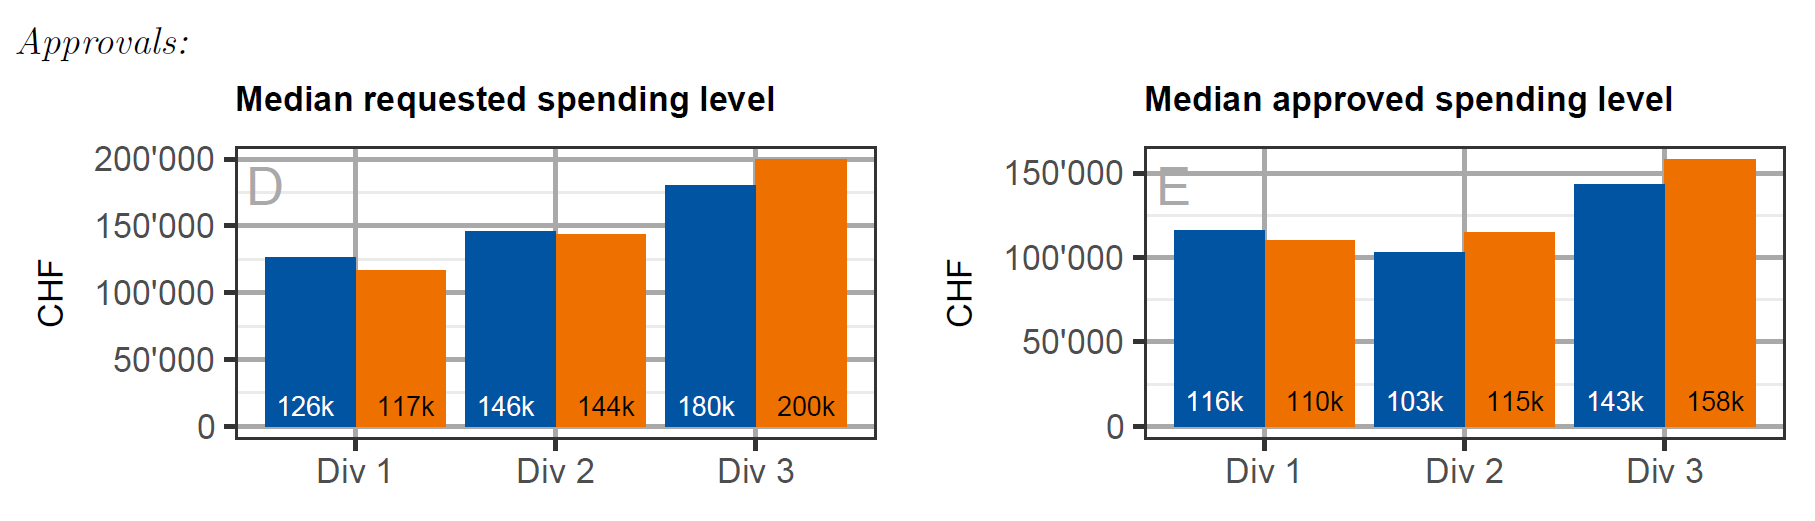 Approvals:
Median requested spending level
D
CHF
200'000
150'000
100'000
50'000
0
126k 117k 146k 144k 180k 200k
Div 1 Div 2 Div 3
Median approved spending level
E
CHF
150'000
100'000
50'000
0
116k 110k 103k 115k 143k 158k
Div 1 Div 2 Div 3